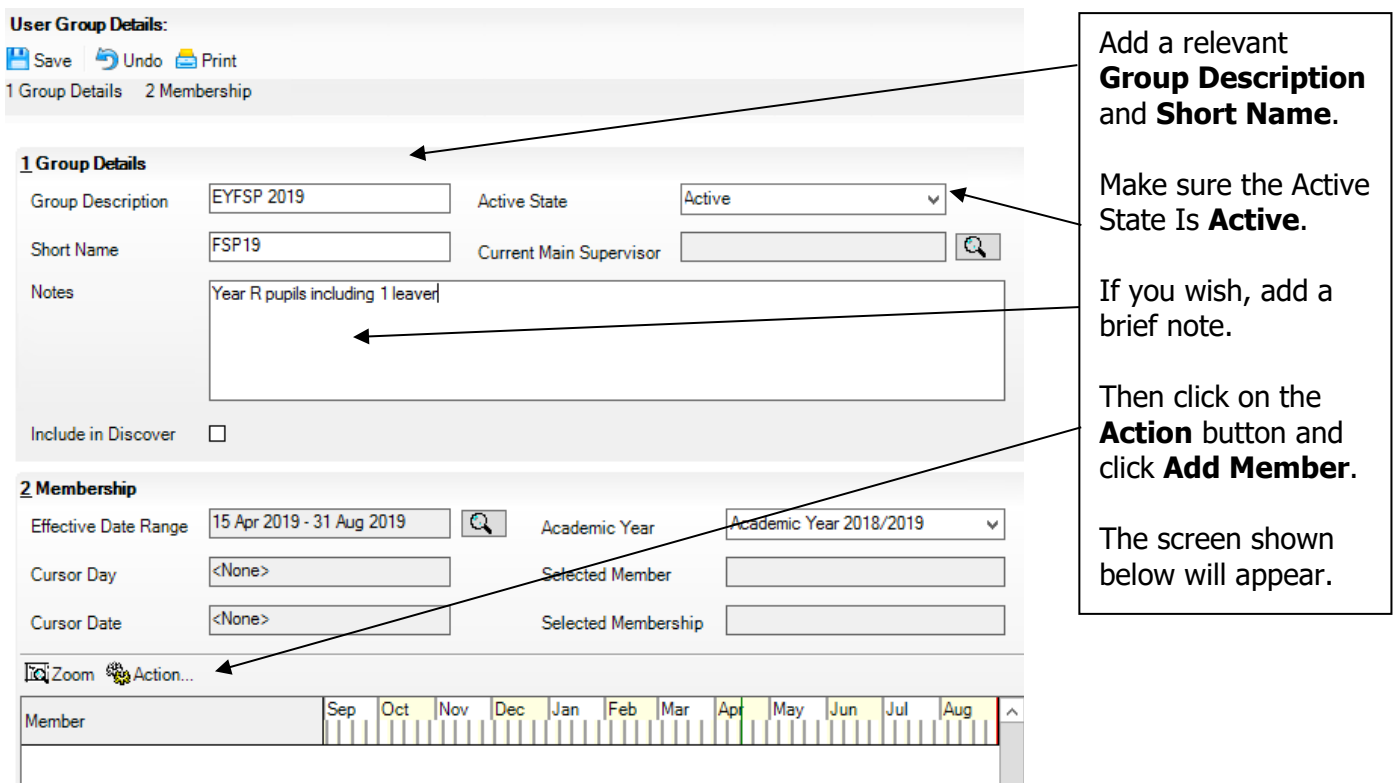 User Group Details:
Save Undo Print
1 Group Details 2 Membership
1 Group Details
Group Description EYFSP 2019 Active State Active
Short Name FSP19 Current Main Supervisor
Notes Year R pupils including 1 leaver
Include in Discover
2 Membership
Effective Date Range 15 Apr 2019 - 31 Aug 2019 Academic Year Academic Year 2018/2019
Cursor Day <None> Selected Member
Cursor Date <None> Selected Membership
Zoom Action...
Member Sep Oct Nov Dec Jan Feb Mar Apr May Jun Jul Aug
Add a relevant
Group Description
and Short Name.
Make sure the Active
State Is Active.
If you wish, add a
brief note.
Then click on the
Action button and
click Add Member.
The screen shown
below will appear.